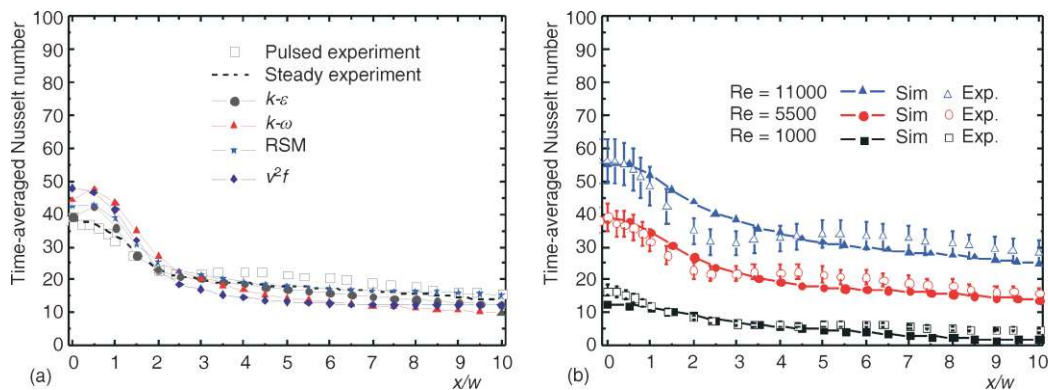 Time-averaged Nusselt number
100
90
80
70
60
50
40
30
20
10
0
Pulsed experiment
Steady experiment
k-ε
k-ω
RSM
v²f
0 1 2 3 4 5 6 7 8 9 10
(a)
x/w
Time-averaged Nusselt number
100
90
80
70
60
50
40
30
20
10
0
Re = 11000 Sim Exp.
Re = 5500 Sim Exp.
Re = 1000 Sim Exp.
0 1 2 3 4 5 6 7 8 9 10
(b)
x/w